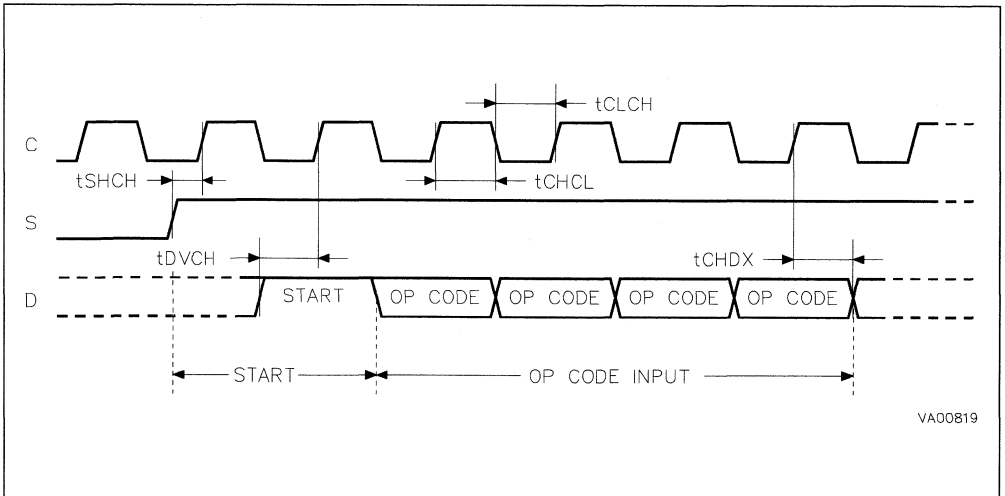 tCLCH
C
tSHCH
tCHCL
S
tDVCH
tCHDX
D
START
OP CODE
OP CODE
OP CODE
OP CODE
START
OP CODE INPUT
VA00819